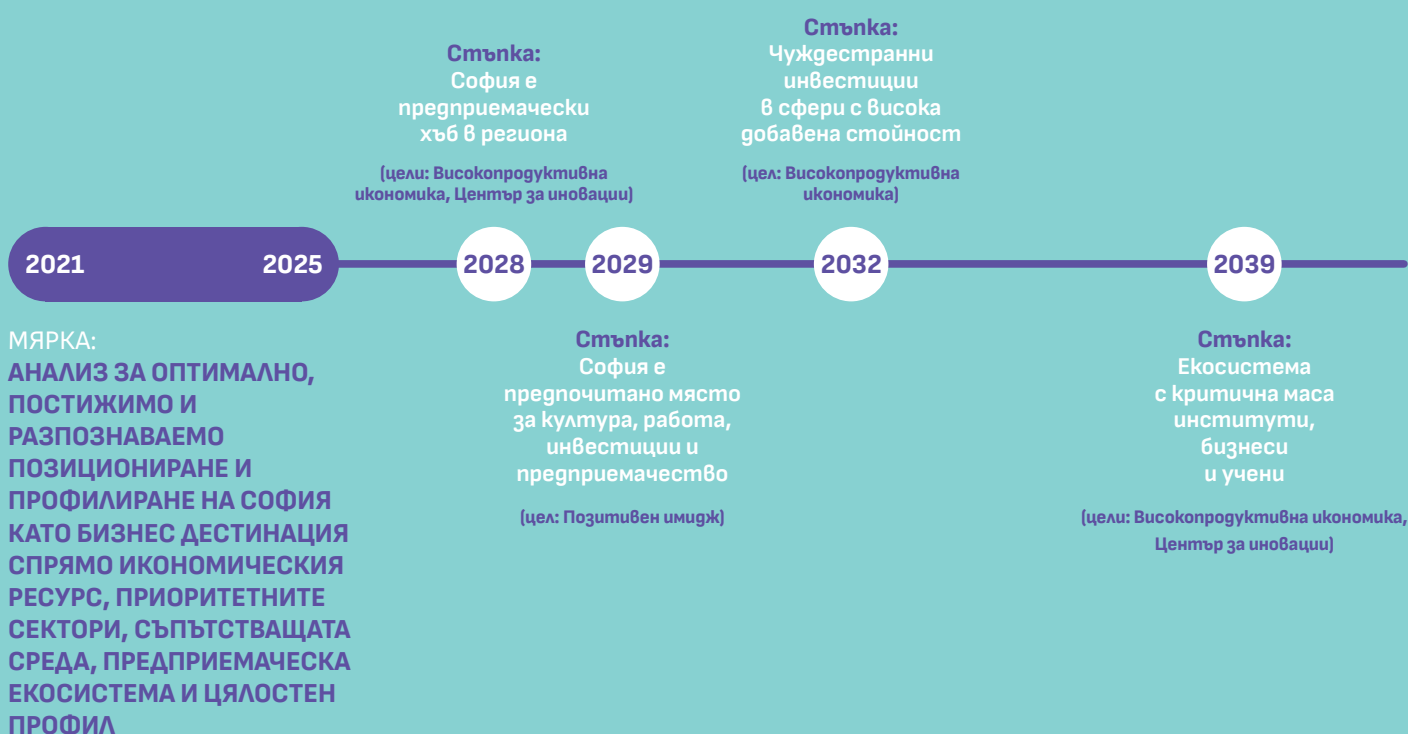 Стъпка:
София е
предприемачески
хъб в региона
(цели: Високопродуктивна
икономика, Център за иновации)
Стъпка:
Чуждестранни
инвестиции
в сфери с висока
добавена стойност
(цел: Високопродуктивна
икономика)
2021 2025 2028 2029 2032 2039
МЯРКА:
АНАЛИЗ ЗА ОПТИМАЛНО,
ПОСТИЖИМО И
РАЗПОЗНАВАЕМО
ПОЗИЦИОНИРАНЕ И
ПРОФИЛИРАНЕ НА СОФИЯ
КАТО БИЗНЕС ДЕСТИНАЦИЯ
СПРЯМО ИКОНОМИЧЕСКИЯ
РЕСУРС, ПРИОРИТЕТНИТЕ
СЕКТОРИ, СЪПЪТСТВАЩАТА
СРЕДА, ПРЕДПРИЕМАЧЕСКА
ЕКОСИСТЕМА И ЦЯЛОСТЕН
ПРОФИЛ
Стъпка:
София е
предпочитано място
за култура, работа,
инвестиции и
предприемачество
(цел: Позитивен имидж)
Стъпка:
Екосистема
с критична маса
институти,
бизнеси
и учени
(цели: Високопродуктивна икономика,
Център за иновации)